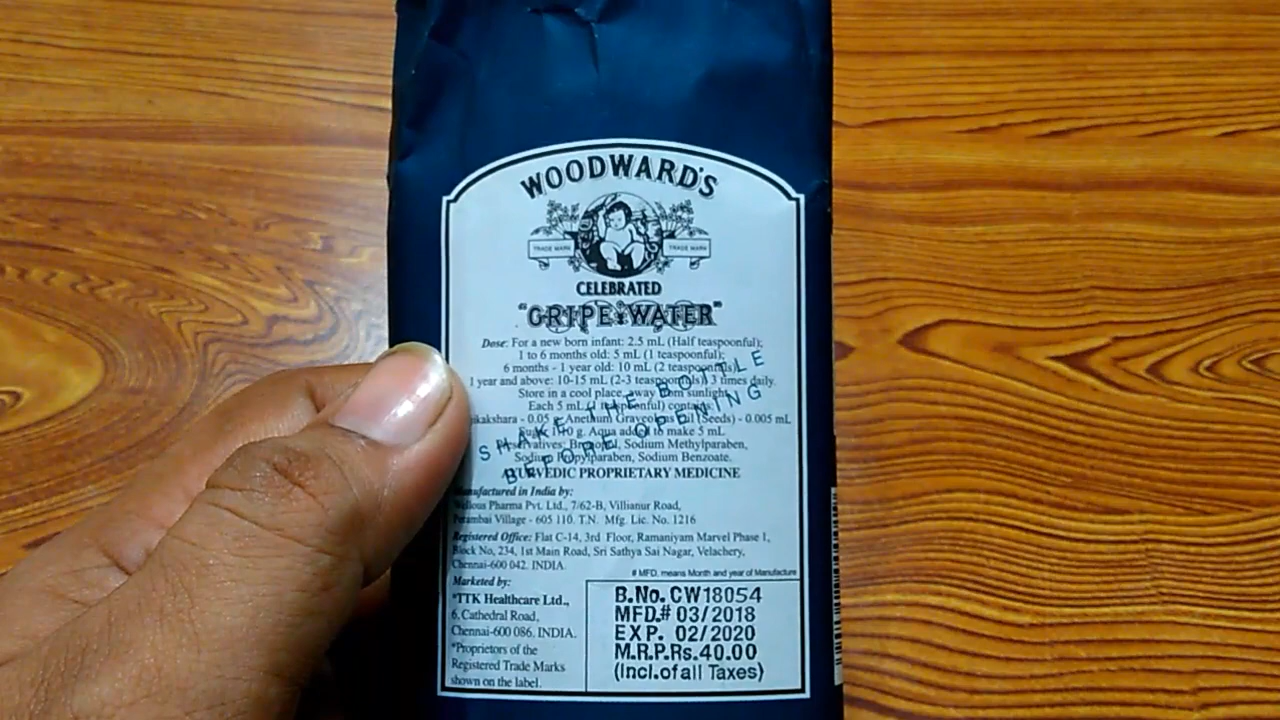 WOODWARD'S
TRADE MARK TRADE MARK
CELEBRATED
"GRIPE WATER"
Dose: For a new born infant: 2.5 mL (Half teaspoonful);
1 to 6 months old: 5 mL (1 teaspoonful);
6 months - 1 year old: 10 mL (2 teaspoonfuls)
1 year and above: 10-15 mL (2-3 teaspoonfuls) 3 times daily.
Store in a cool place, away from sunlight.
Each 5 mL (1 teaspoonful) contains:
- 0.05 g. Anethum Graveolens Oil (Seeds) - 0.005 mL
g. Aqua added to make 5 mL
Preservatives: Bronopol, Sodium Methylparaben,
Sodium Propylparaben, Sodium Benzoate.
SHAKE THE BOTTLE
BEFORE OPENING
AYURVEDIC PROPRIETARY MEDICINE
Manufactured in India by:
Pharma Pvt. Ltd., 7/62-B, Villianur Road,
Village - 605 110. T.N. Mfg. Lic. No. 1216
Registered Office: Flat C-14, 3rd Floor, Ramaniyam Marvel Phase I,
Block No, 234, 1st Main Road, Sri Sathya Sai Nagar, Velachery,
Chennai-600 042. INDIA.
# MFD. means Month and year of Manufacture
Marketed by:
*TTK Healthcare Ltd.,
6, Cathedral Road,
Chennai-600 086. INDIA.
*Proprietors of the
Registered Trade Marks
shown on the label.
B.No. CW18054
MFD.# 03/2018
EXP. 02/2020
M.R.P.Rs.40.00
(Incl.of all Taxes)